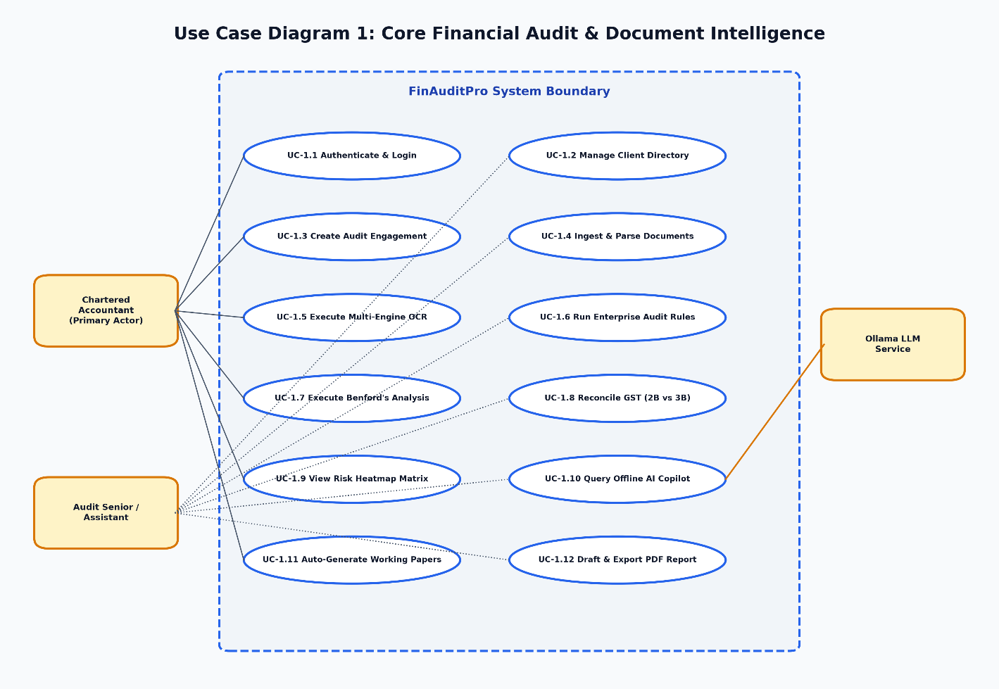 Use Case Diagram 1: Core Financial Audit & Document Intelligence
FinAuditPro System Boundary
UC-1.1 Authenticate & Login
UC-1.2 Manage Client Directory
UC-1.3 Create Audit Engagement
UC-1.4 Ingest & Parse Documents
Chartered
Accountant
(Primary Actor)
UC-1.5 Execute Multi-Engine OCR
UC-1.6 Run Enterprise Audit Rules
Ollama LLM
Service
UC-1.7 Execute Benford's Analysis
UC-1.8 Reconcile GST (2B vs 3B)
UC-1.9 View Risk Heatmap Matrix
UC-1.10 Query Offline AI Copilot
Audit Senior /
Assistant
UC-1.11 Auto-Generate Working Papers
UC-1.12 Draft & Export PDF Report